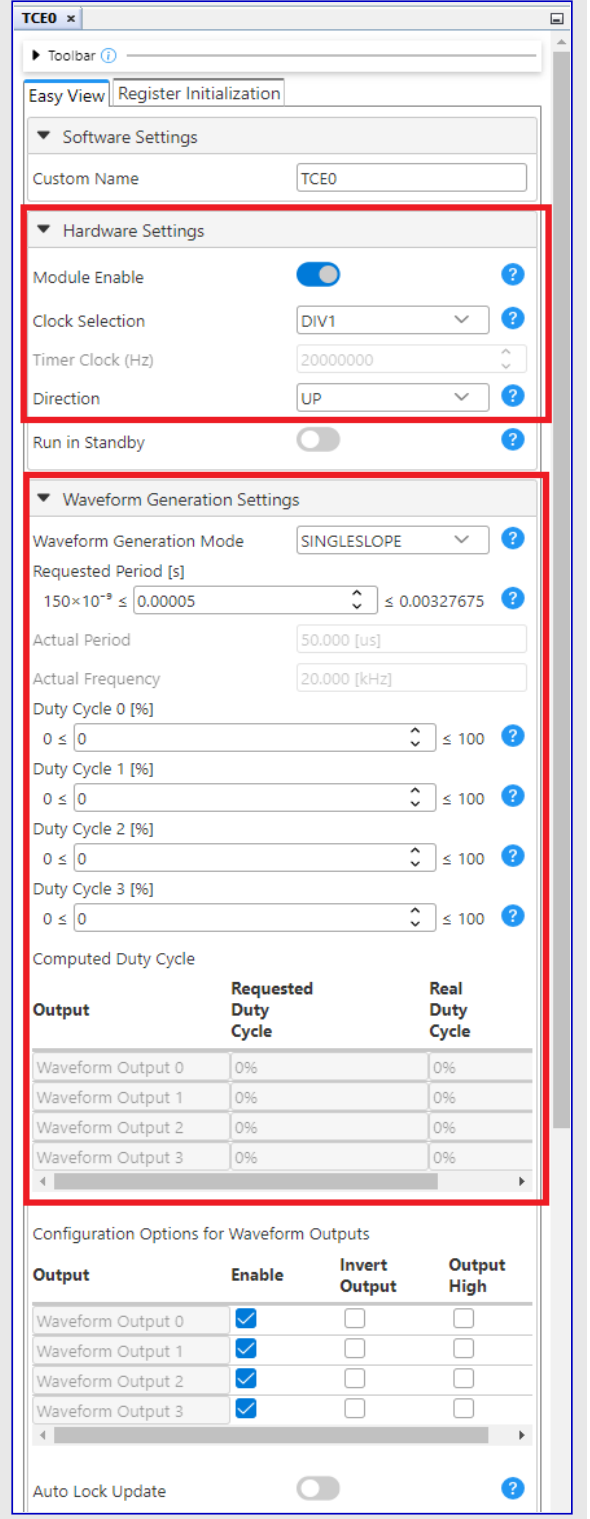 TCE0 ×
Toolbar
Easy View Register Initialization
Software Settings
Custom Name TCE0
Hardware Settings
Module Enable ?
Clock Selection DIV1 ?
Timer Clock (Hz) 20000000
Direction UP ?
Run in Standby ?
Waveform Generation Settings
Waveform Generation Mode SINGLESLOPE ?
Requested Period [s]
150×10⁻⁹ ≤ 0.00005 ≤ 0.00327675 ?
Actual Period 50.000 [us]
Actual Frequency 20.000 [kHz]
Duty Cycle 0 [%]
0 ≤ 0 ≤ 100 ?
Duty Cycle 1 [%]
0 ≤ 0 ≤ 100 ?
Duty Cycle 2 [%]
0 ≤ 0 ≤ 100 ?
Duty Cycle 3 [%]
0 ≤ 0 ≤ 100 ?
Computed Duty Cycle
Output Requested Duty Cycle Real Duty Cycle
Waveform Output 0 0% 0%
Waveform Output 1 0% 0%
Waveform Output 2 0% 0%
Waveform Output 3 0% 0%
Configuration Options for Waveform Outputs
Output Enable Invert Output Output High
Waveform Output 0
Waveform Output 1
Waveform Output 2
Waveform Output 3
Auto Lock Update ?